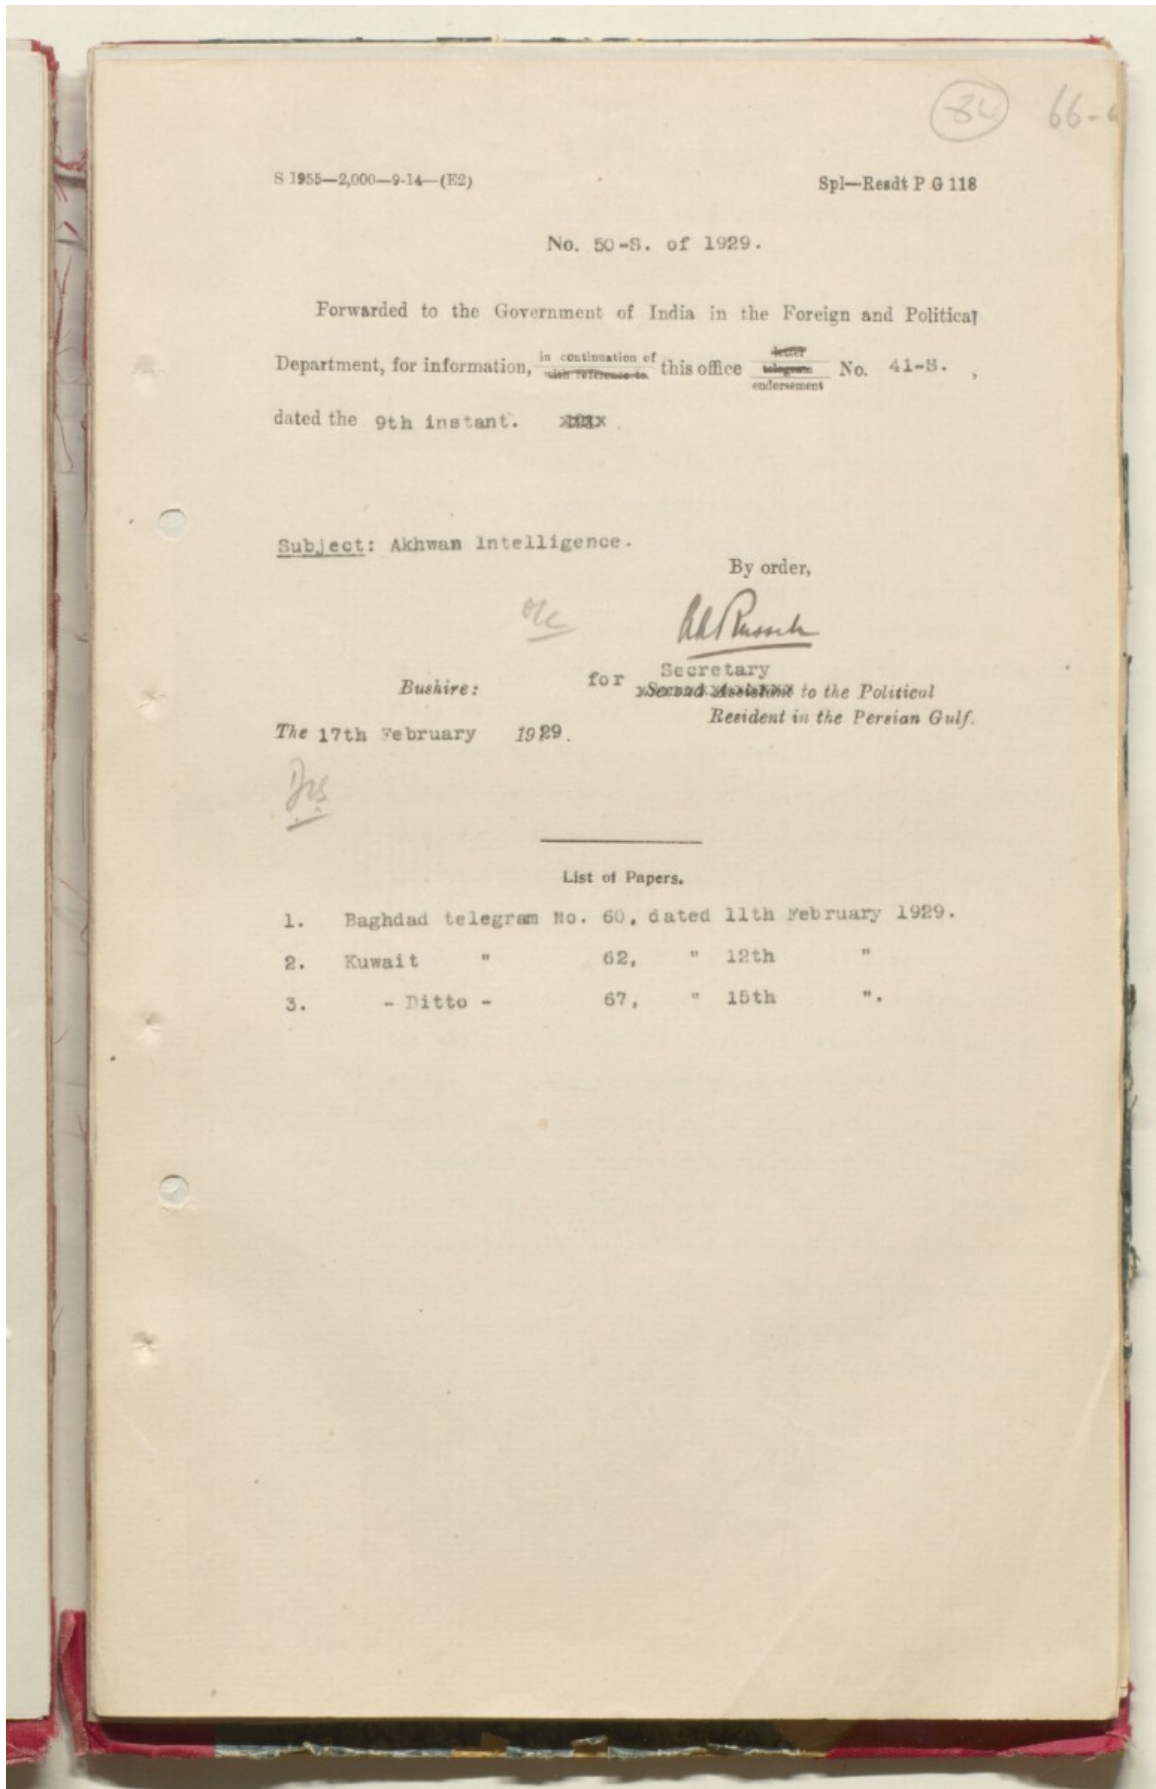 84 66-
S 1955—2,000—9-14—(E2) Spl—Resdt P G 118
No. 50-S. of 1929.
Forwarded to the Government of India in the Foreign and Political
Department, for information, in continuation of with reference to this office letter telegram endorsement No. 41-S. ,
dated the 9th instant. 192 .
Subject: Akhwan Intelligence.
By order,
Secretary
for Second Assistant to the Political
Bushire:
Resident in the Persian Gulf.
The 17th February 1929.
List of Papers.
1. Baghdad telegram No. 60, dated 11th February 1929.
2. Kuwait " 62, " 12th "
3. - Ditto - 67, " 15th ".